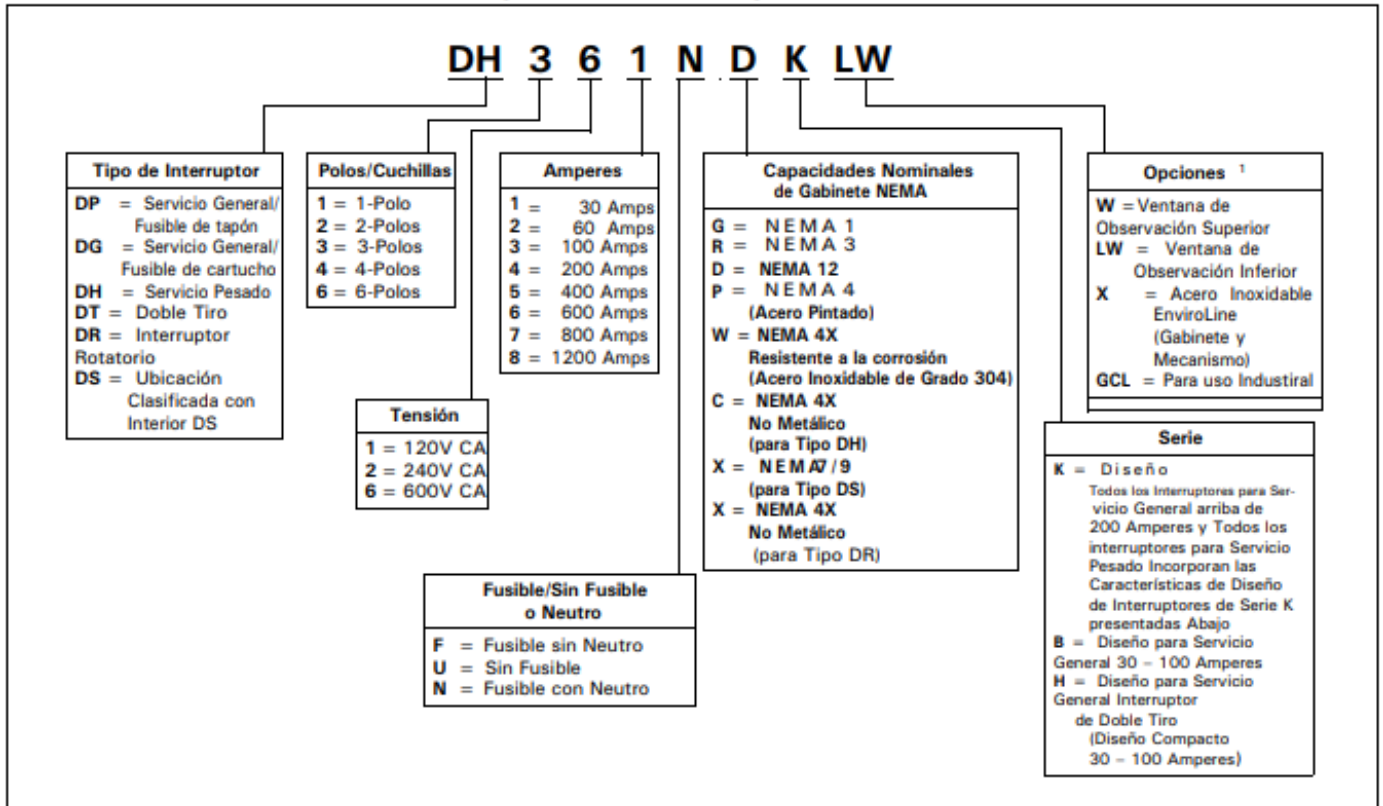 DH 3 6 1 N D K LW
Tipo de Interruptor
DP = Servicio General/
Fusible de tapón
DG = Servicio General/
Fusible de cartucho
DH = Servicio Pesado
DT = Doble Tiro
DR = Interruptor
Rotatorio
DS = Ubicación
Clasificada con
Interior DS
Polos/Cuchillas
1 = 1-Polo
2 = 2-Polos
3 = 3-Polos
4 = 4-Polos
6 = 6-Polos
Tensión
1 = 120V CA
2 = 240V CA
6 = 600V CA
Amperes
1 = 30 Amps
2 = 60 Amps
3 = 100 Amps
4 = 200 Amps
5 = 400 Amps
6 = 600 Amps
7 = 800 Amps
8 = 1200 Amps
Fusible/Sin Fusible
o Neutro
F = Fusible sin Neutro
U = Sin Fusible
N = Fusible con Neutro
Capacidades Nominales
de Gabinete NEMA
G = NEMA 1
R = NEMA 3
D = NEMA 12
P = NEMA 4
(Acero Pintado)
W = NEMA 4X
Resistente a la corrosión
(Acero Inoxidable de Grado 304)
C = NEMA 4X
No Metálico
(para Tipo DH)
X = NEMA7/9
(para Tipo DS)
X = NEMA 4X
No Metálico
(para Tipo DR)
Opciones 1
W = Ventana de
Observación Superior
LW = Ventana de
Observación Inferior
X = Acero Inoxidable
EnviroLine
(Gabinete y
Mecanismo)
GCL = Para uso Industiral
Serie
K = Diseño
Todos los Interruptores para Ser-
vicio General arriba de
200 Amperes y Todos los
interruptores para Servicio
Pesado Incorporan las
Características de Diseño
de Interruptores de Serie K
presentadas Abajo
B = Diseño para Servicio
General 30 – 100 Amperes
H = Diseño para Servicio
General Interruptor
de Doble Tiro
(Diseño Compacto
30 – 100 Amperes)